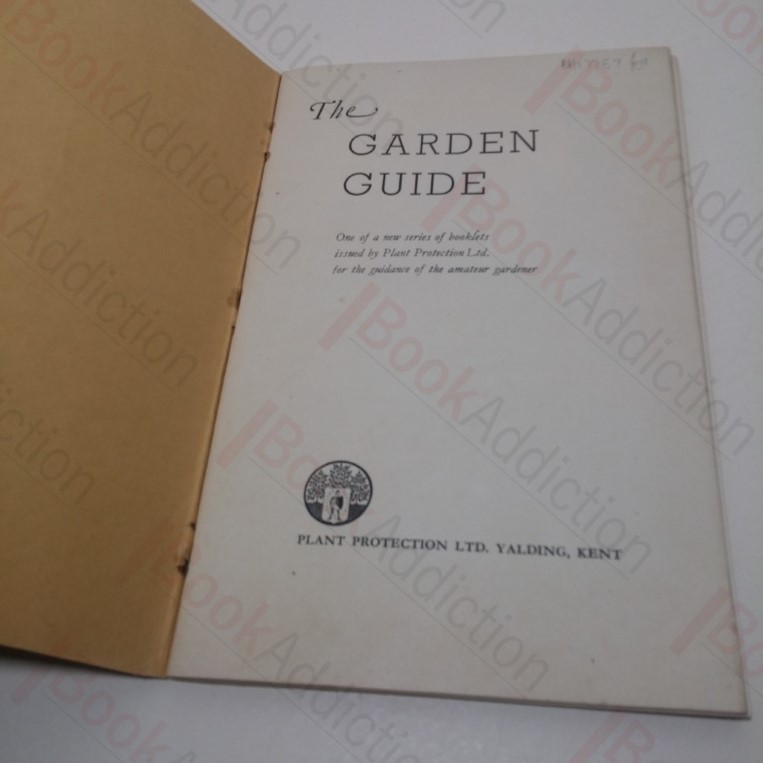 The
GARDEN
GUIDE
One of a new series of booklets
issued by Plant Protection Ltd.
for the guidance of the amateur gardener
PLANT PROTECTION LTD. YALDING, KENT
BookAddiction